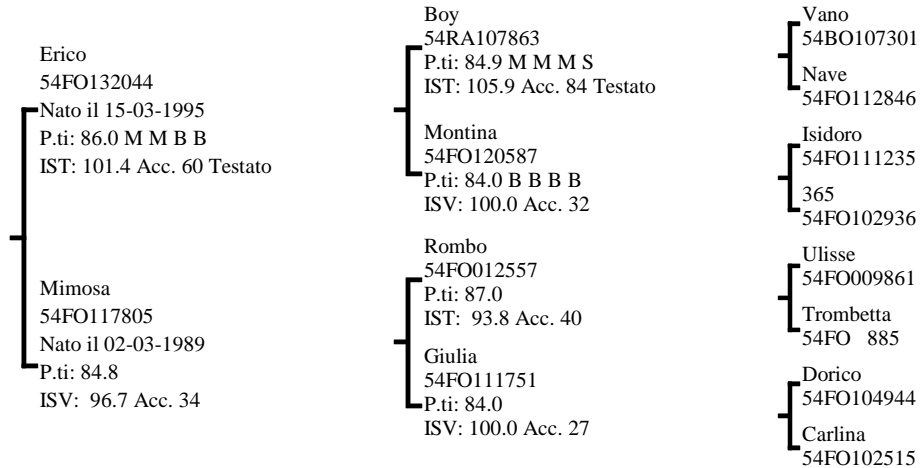 Erico
54FO132044
Nato il 15-03-1995
P.ti: 86.0 M M B B
IST: 101.4 Acc. 60 Testato
Mimosa
54FO117805
Nato il 02-03-1989
P.ti: 84.8
ISV: 96.7 Acc. 34
Boy
54RA107863
P.ti: 84.9 M M M S
IST: 105.9 Acc. 84 Testato
Montina
54FO120587
P.ti: 84.0 B B B B
ISV: 100.0 Acc. 32
Rombo
54FO012557
P.ti: 87.0
IST: 93.8 Acc. 40
Giulia
54FO111751
P.ti: 84.0
ISV: 100.0 Acc. 27
Vano
54BO107301
Nave
54FO112846
Isidoro
54FO111235
365
54FO102936
Ulisse
54FO009861
Trombetta
54FO 885
Dorico
54FO104944
Carlina
54FO102515